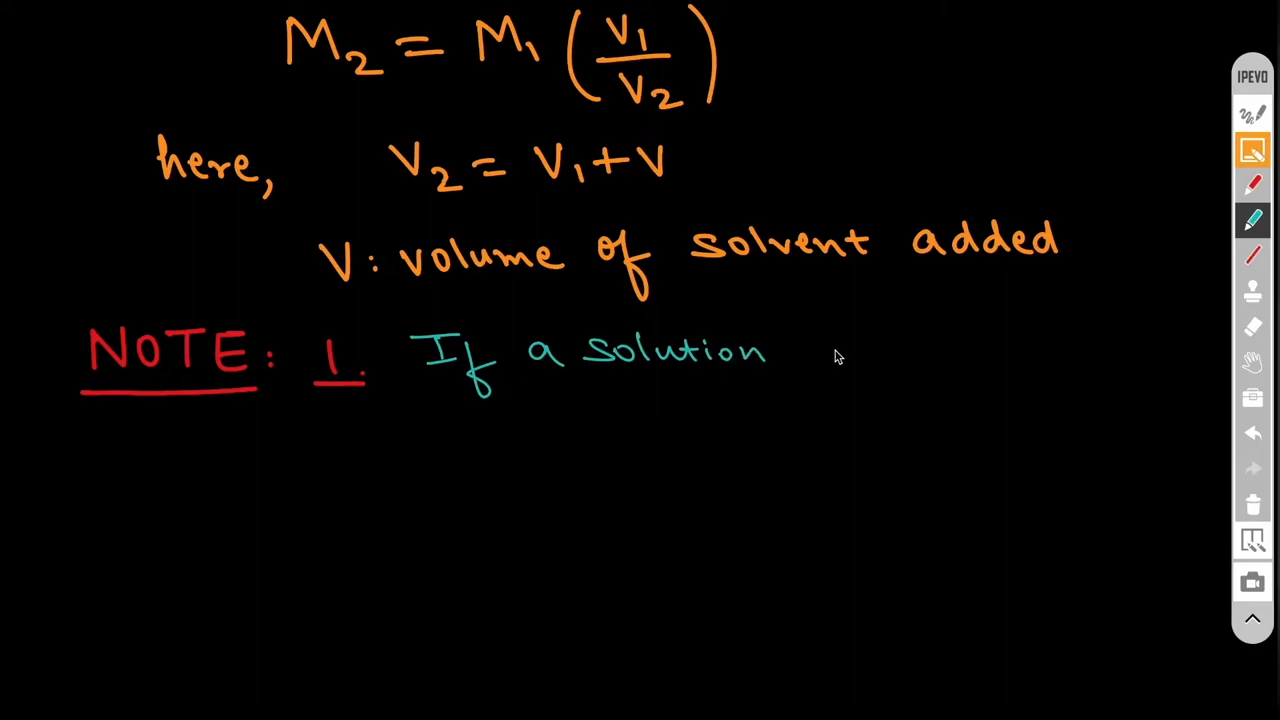 M₂ = M₁ (V₁/V₂)
here, V₂ = V₁ + V
V : volume of solvent added
NOTE : 1. If a solution
IPEVO